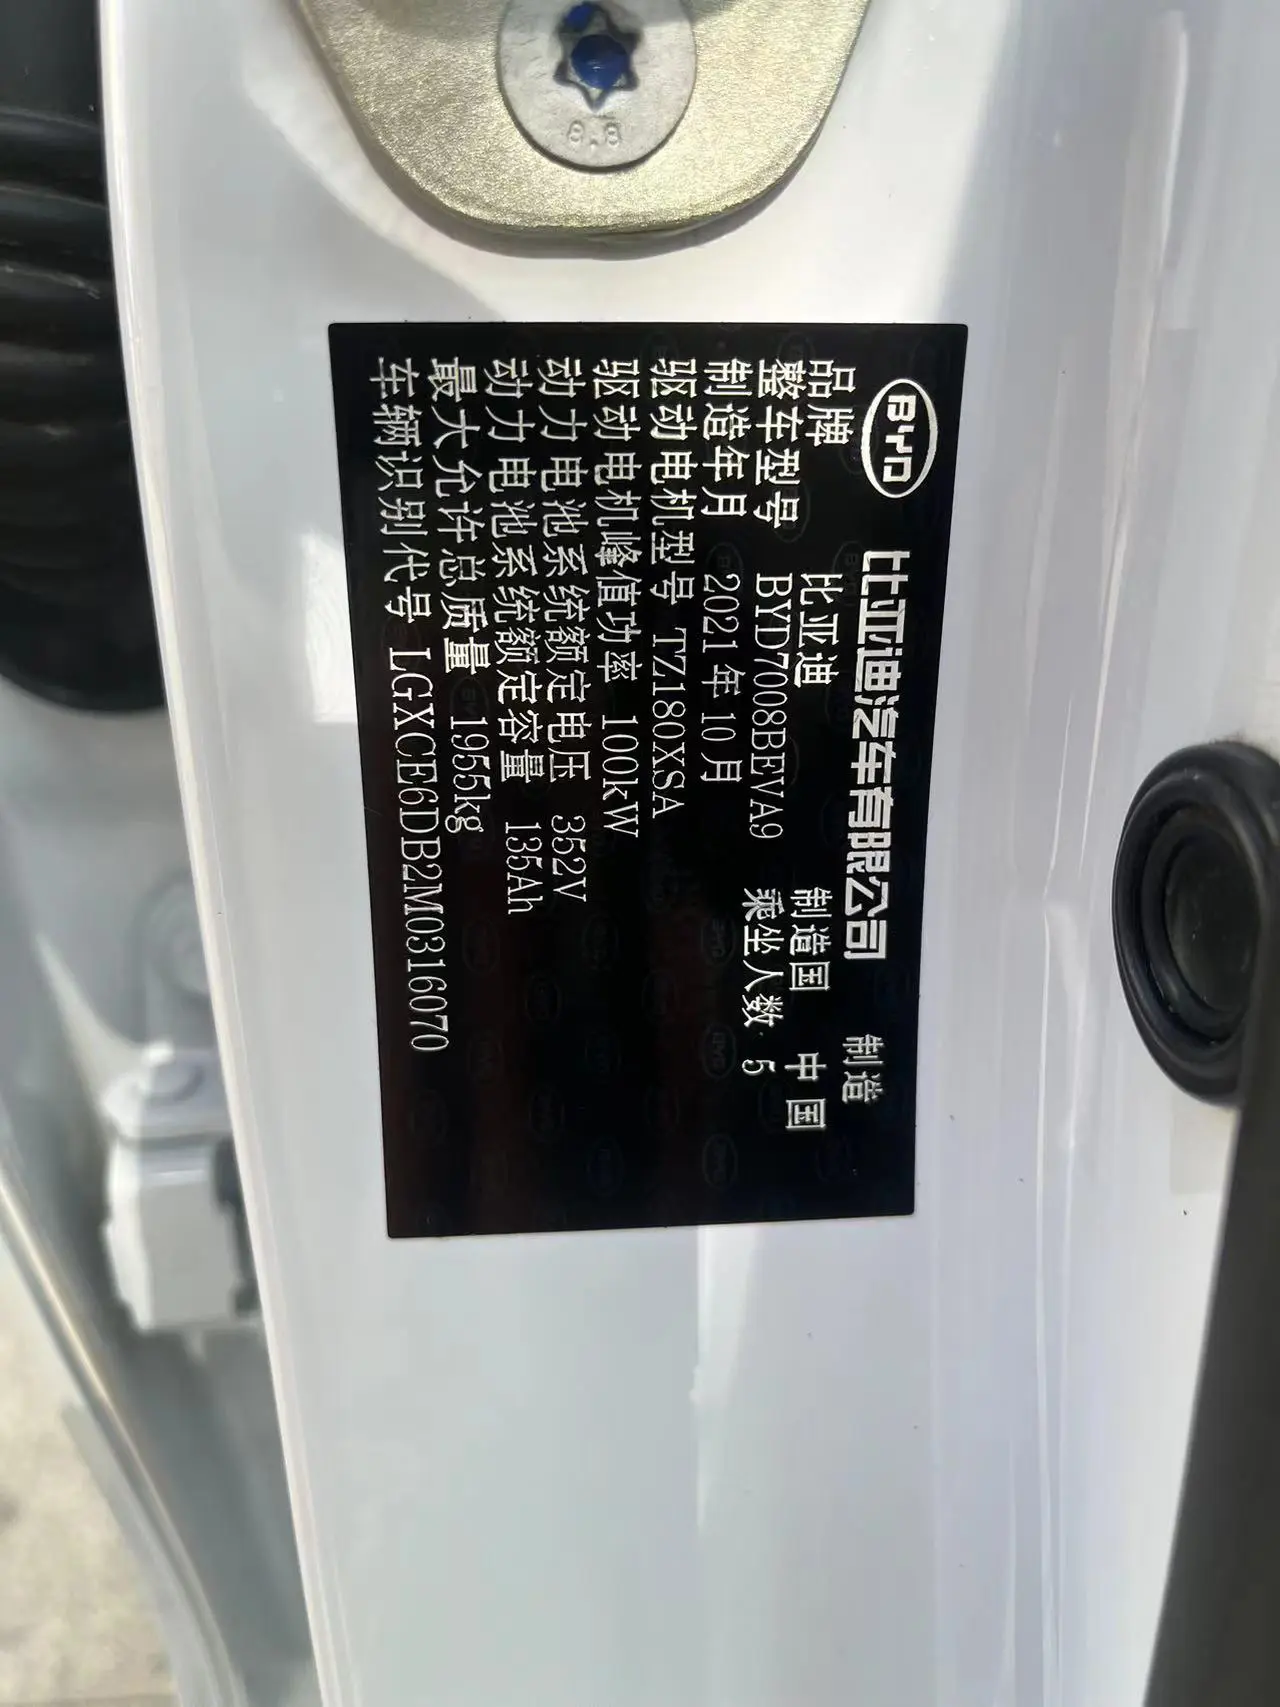 8.8
BYD 比亚迪汽车有限公司 制造
品牌 比亚迪 制造国 中国
整车型号 BYD7008BEVA9 乘坐人数 5
制造年月 2021年10月
驱动电机型号 TZ180XSA
驱动电机峰值功率 100kW
动力电池系统额定电压 352V
动力电池系统额定容量 135Ah
最大允许总质量 1955kg
车辆识别代号 LGXCE6DB2M0316070